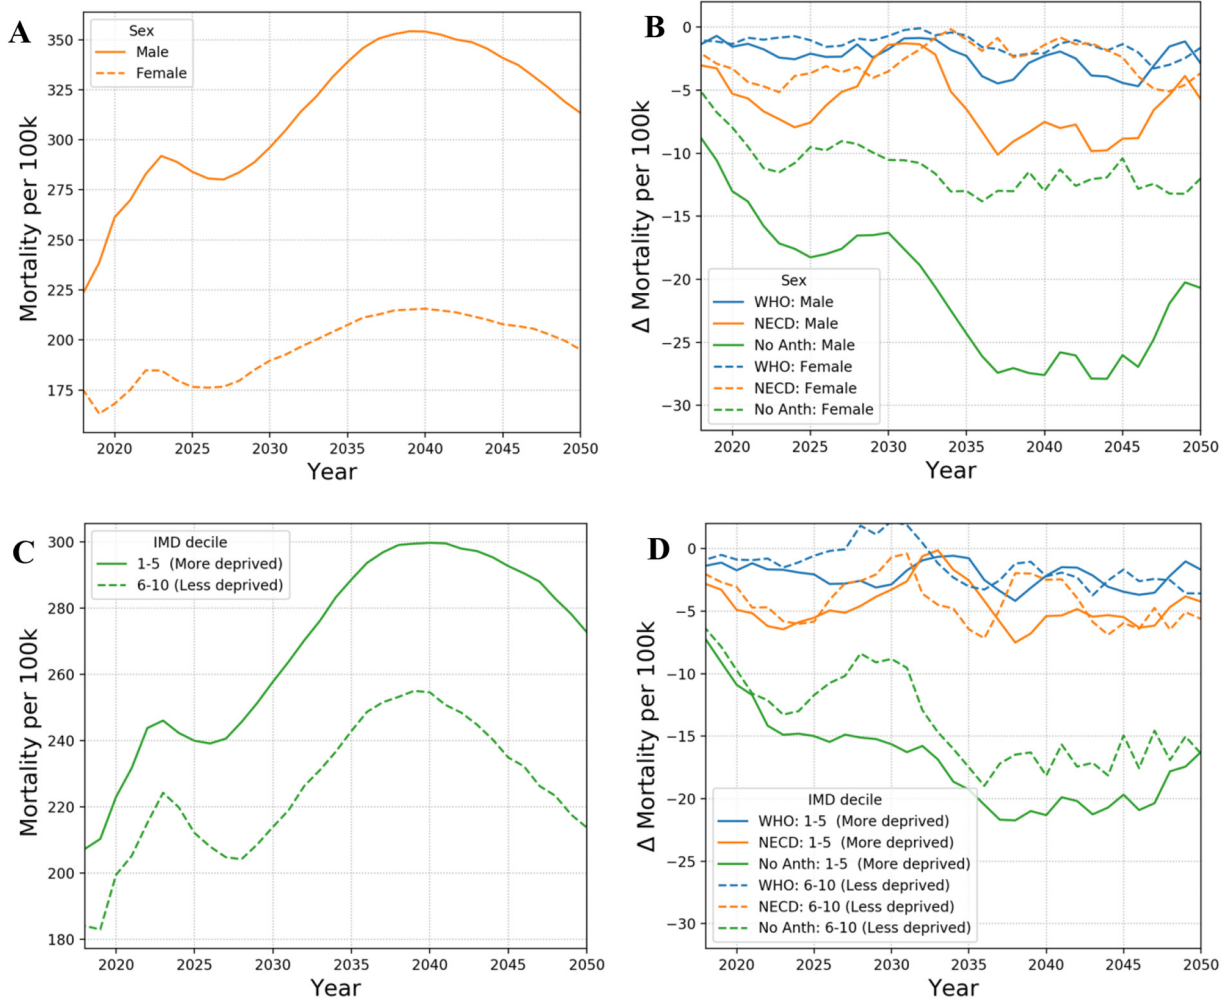 A
Sex
Male
Female
350
325
300
275
250
225
200
175
2020 2025 2030 2035 2040 2045 2050
Year
Mortality per 100k
B
0
−5
−10
−15
−20
−25
−30
Sex
WHO: Male
NECD: Male
No Anth: Male
WHO: Female
NECD: Female
No Anth: Female
2020 2025 2030 2035 2040 2045 2050
Year
Δ Mortality per 100k
C
IMD decile
1-5 (More deprived)
6-10 (Less deprived)
300
280
260
240
220
200
180
2020 2025 2030 2035 2040 2045 2050
Year
Mortality per 100k
D
0
−5
−10
−15
−20
−25
−30
IMD decile
WHO: 1-5 (More deprived)
NECD: 1-5 (More deprived)
No Anth: 1-5 (More deprived)
WHO: 6-10 (Less deprived)
NECD: 6-10 (Less deprived)
No Anth: 6-10 (Less deprived)
2020 2025 2030 2035 2040 2045 2050
Year
Δ Mortality per 100k